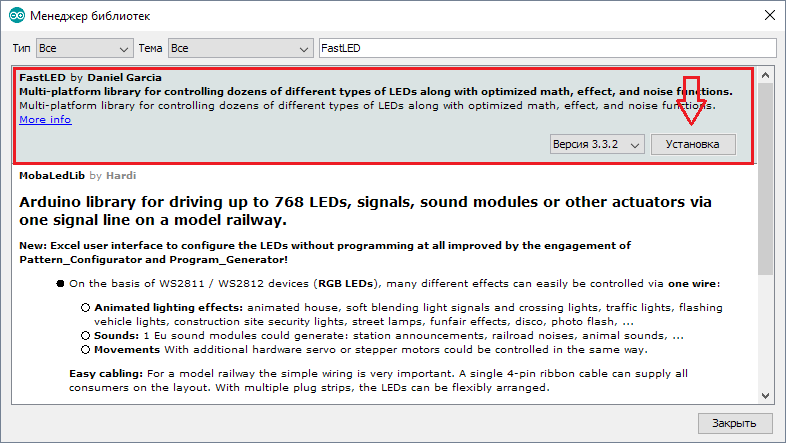 Менеджер библиотек
Тип Все Тема Все FastLED
FastLED by Daniel Garcia
Multi-platform library for controlling dozens of different types of LEDs along with optimized math, effect, and noise functions.
Multi-platform library for controlling dozens of different types of LEDs along with optimized math, effect, and noise functions.
More info
Версия 3.3.2 Установка
MobaLedLib by Hardi
Arduino library for driving up to 768 LEDs, signals, sound modules or other actuators via
one signal line on a model railway.
New: Excel user interface to configure the LEDs without programming at all improved by the engagement of
Pattern_Configurator and Program_Generator!
On the basis of WS2811 / WS2812 devices (RGB LEDs), many different effects can easily be controlled via one wire:
Animated lighting effects: animated house, soft blending light signals and crossing lights, traffic lights, flashing
vehicle lights, construction site security lights, street lamps, funfair effects, disco, photo flash, ...
Sounds: 1 Eu sound modules could generate: station announcements, railroad noises, animal sounds, ...
Movements With additional hardware servo or stepper motors could be controlled in the same way.
Easy cabling: For a model railway the simple wiring is very important. A single 4-pin ribbon cable can supply all
consumers on the layout. With multiple plug strips, the LEDs can be flexibly arranged.
Закрыть